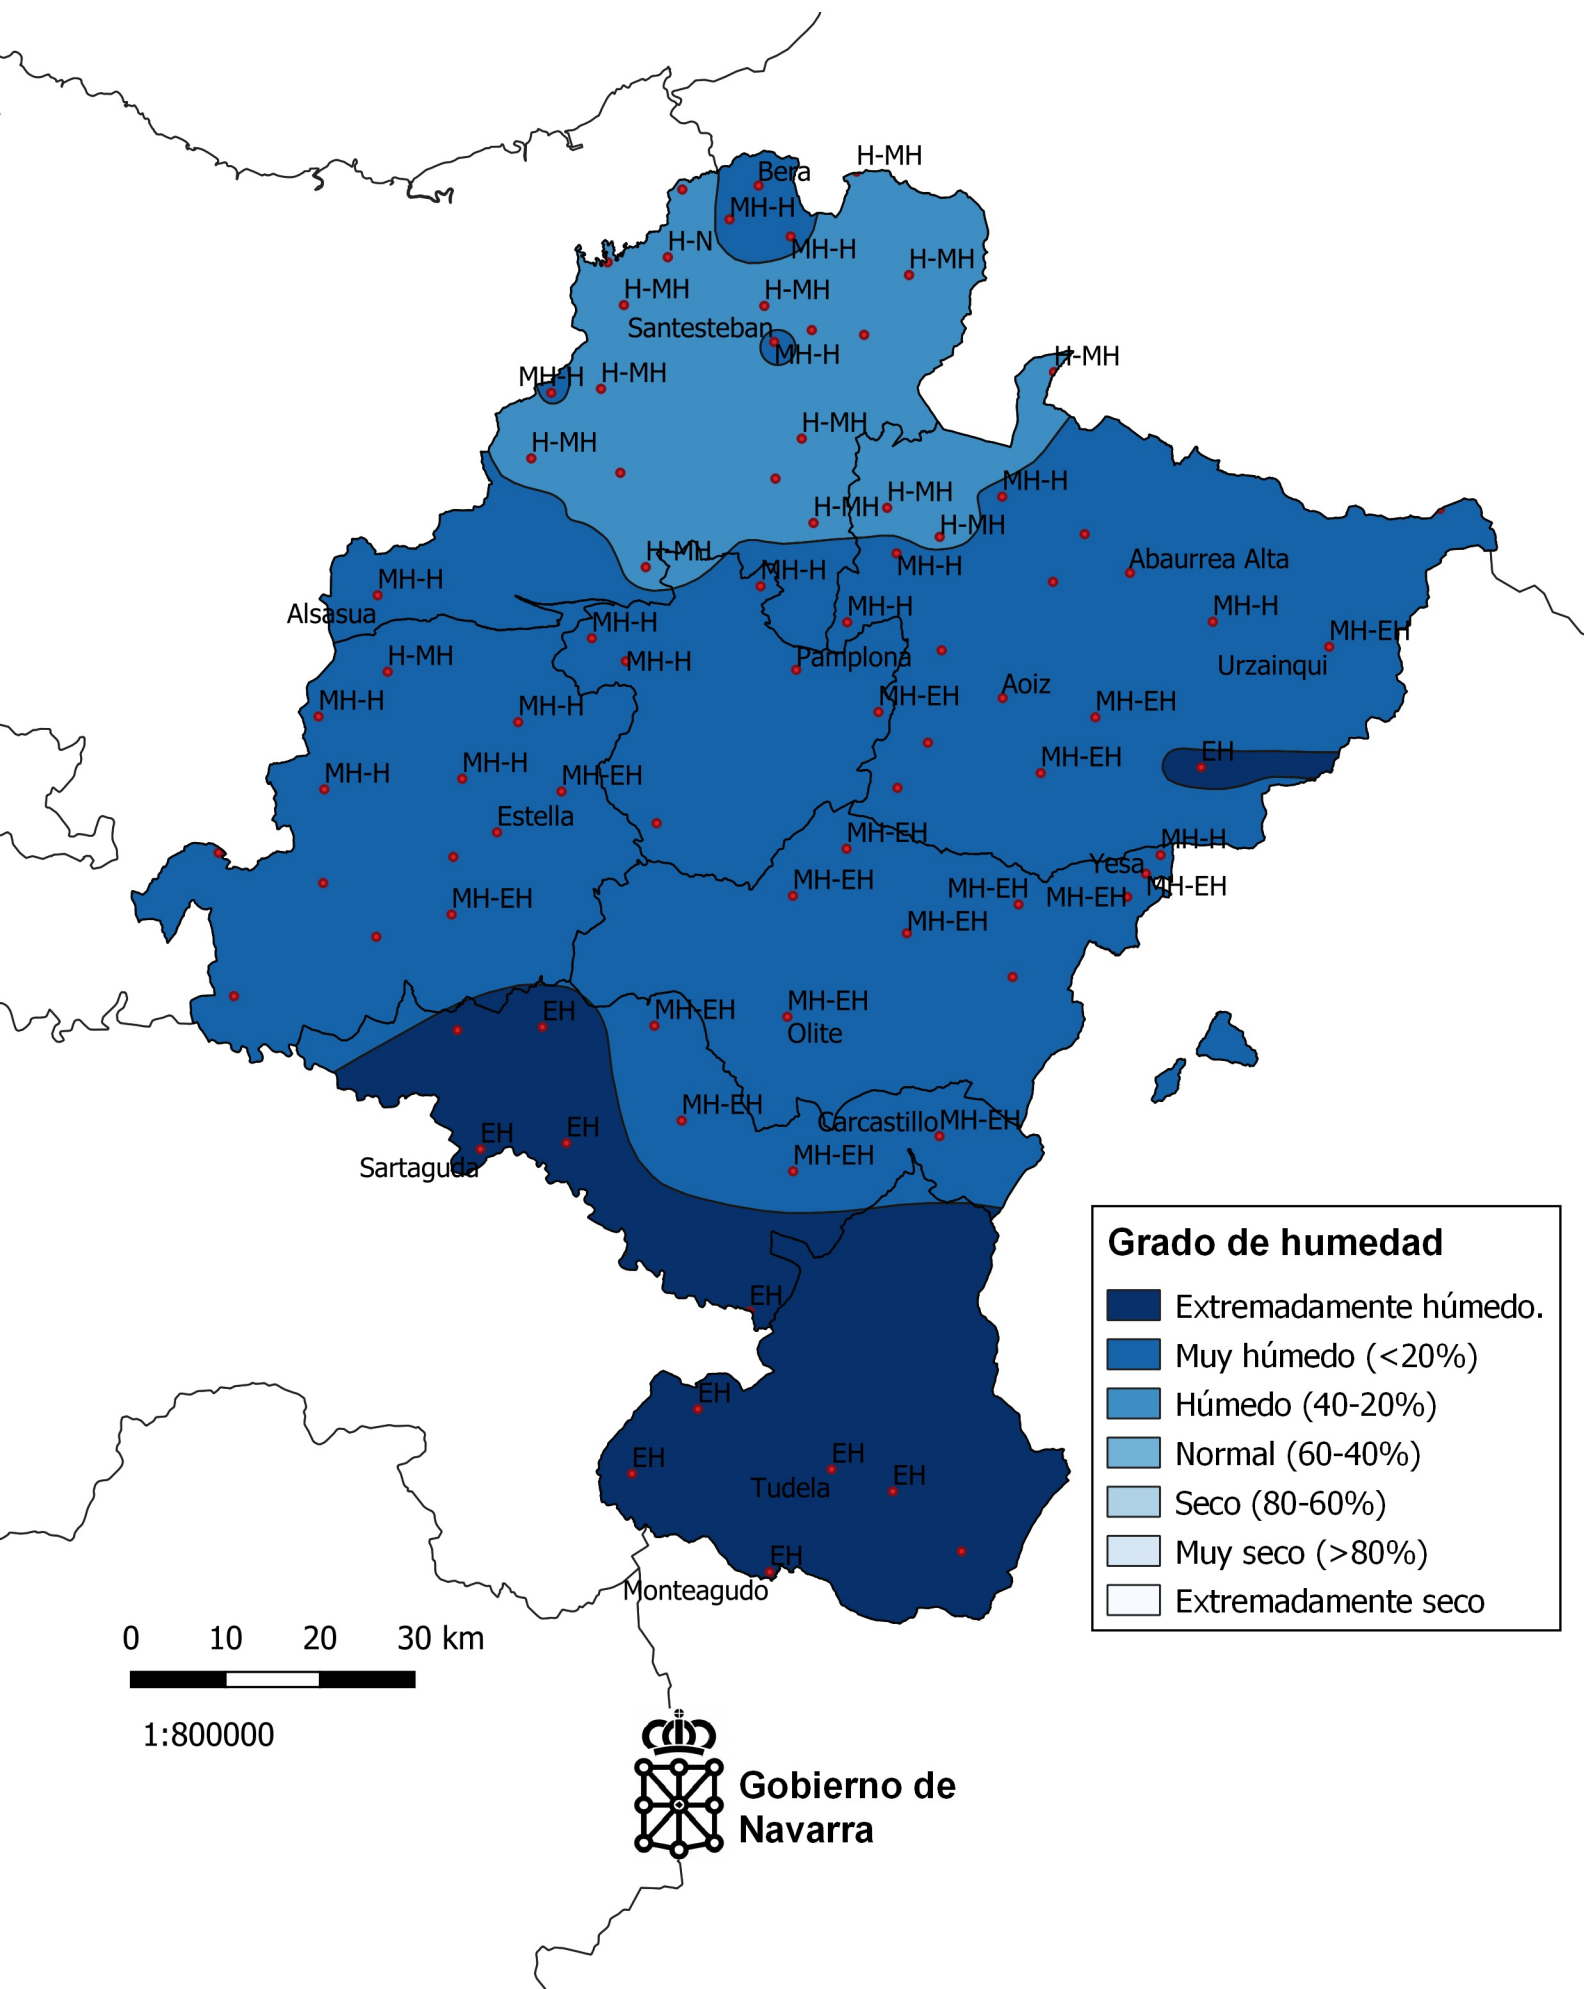 H-MH
Bera
MH-H
H-N
MH-H
H-MH
H-MH
H-MH
Santesteban
MH-H
H-MH
MH-H
H-MH
H-MH
H-MH
MH-H
H-MH
H-MH
H-MH
H-MH
MH-H
Abaurrea Alta
MH-H
MH-H
Alsasua
MH-H
MH-H
MH-H
MH-EH
H-MH
MH-H
Pamplona
Urzainqui
MH-H
MH-H
MH-EH
Aoiz
MH-EH
MH-H
MH-H
MH-EH
MH-EH
EH
Estella
MH-EH
MH-H
Yesa
MH-EH
MH-EH
MH-EH
MH-EH
MH-EH
MH-EH
EH
MH-EH
MH-EH
Olite
MH-EH
Carcastillo
MH-EH
EH
EH
MH-EH
Sartaguda
EH
EH
EH
EH
EH
Tudela
EH
Monteagudo
Grado de humedad
Extremadamente húmedo.
Muy húmedo (<20%)
Húmedo (40-20%)
Normal (60-40%)
Seco (80-60%)
Muy seco (>80%)
Extremadamente seco
0 10 20 30 km
1:800000
Gobierno de
Navarra